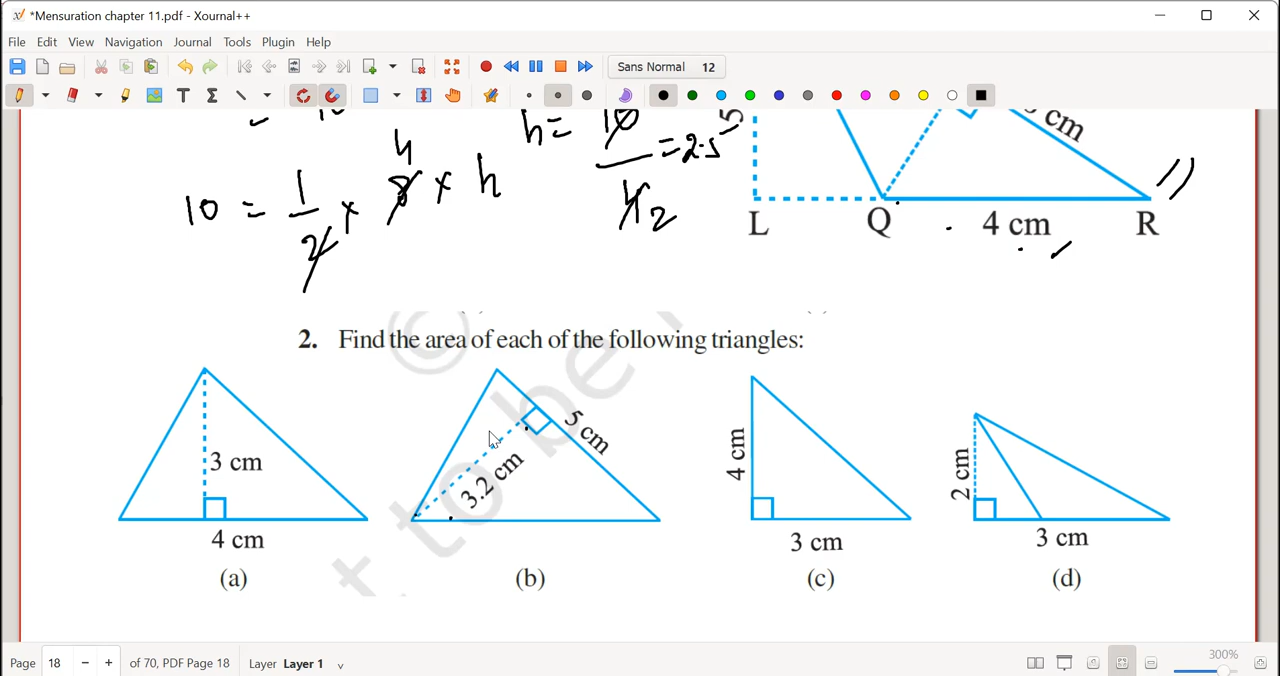 *Mensuration chapter 11.pdf - Xournal++
File Edit View Navigation Journal Tools Plugin Help
Sans Normal 12
h = 10/4 = 2.5
5
cm
10 = 1/2 × 8 × h
4
2
L Q 4 cm R
2. Find the area of each of the following triangles:
3 cm
4 cm
(a)
5 cm
3.2 cm
(b)
4 cm
3 cm
(c)
2 cm
3 cm
(d)
© 
t to be
Page 18 of 70, PDF Page 18 Layer Layer 1 300%